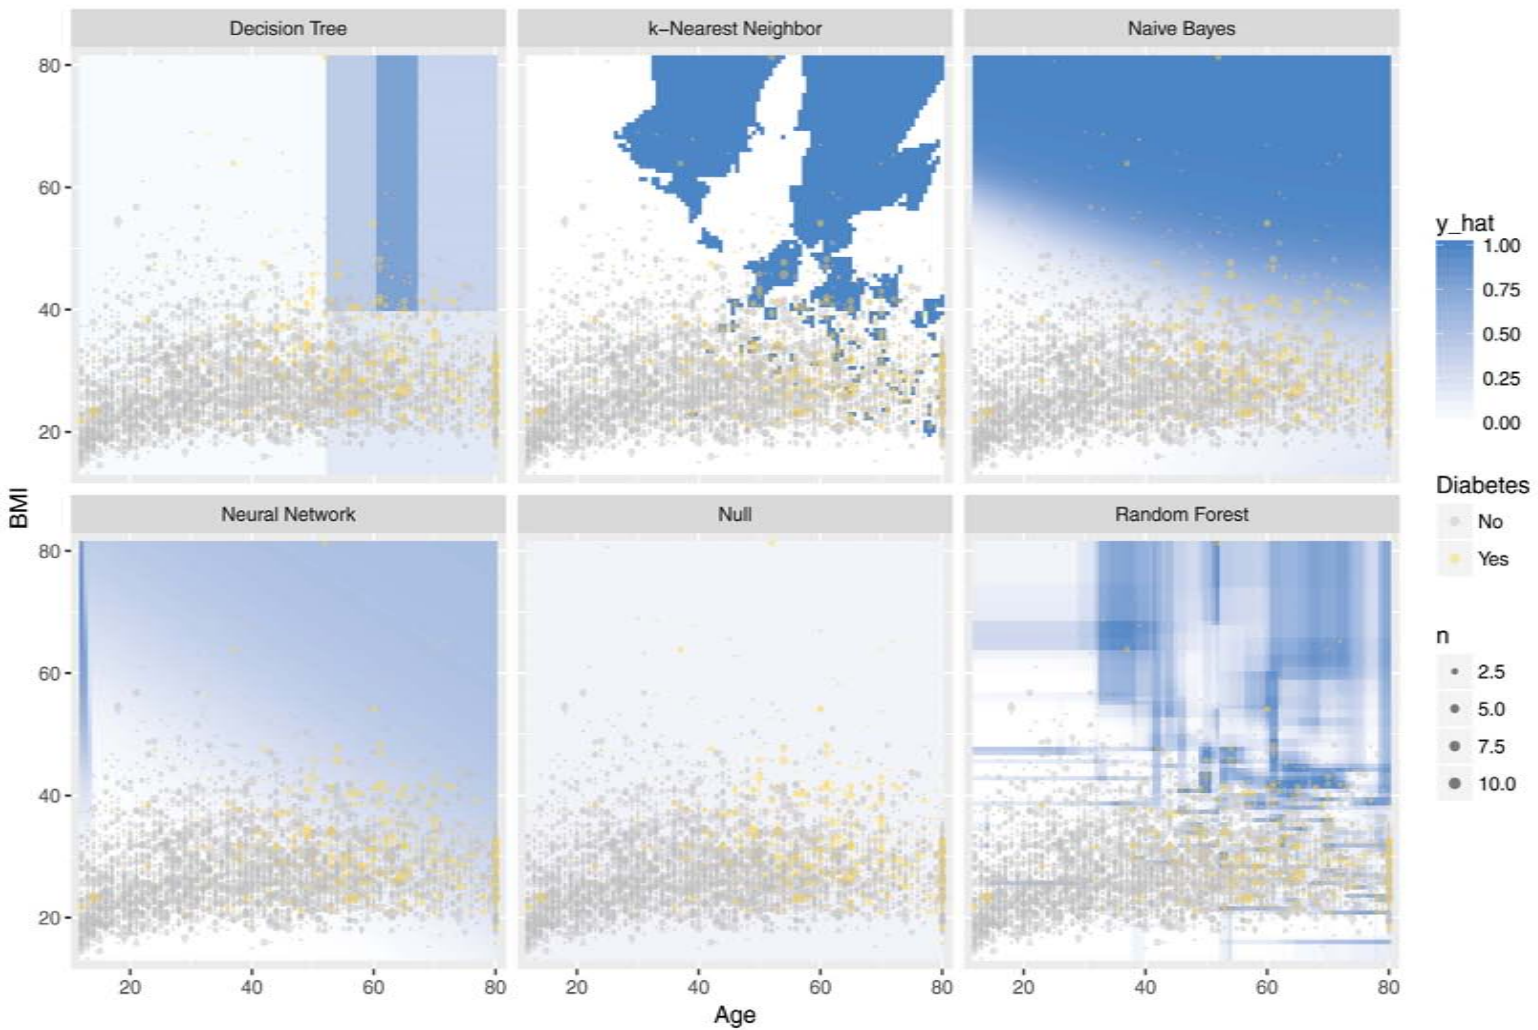 Decision Tree
k−Nearest Neighbor
Naive Bayes
80
60
40
20
Neural Network
Null
Random Forest
80
60
40
20
20 40 60 80
20 40 60 80
20 40 60 80
BMI
Age
y_hat
1.00
0.75
0.50
0.25
0.00
Diabetes
No
Yes
n
2.5
5.0
7.5
10.0